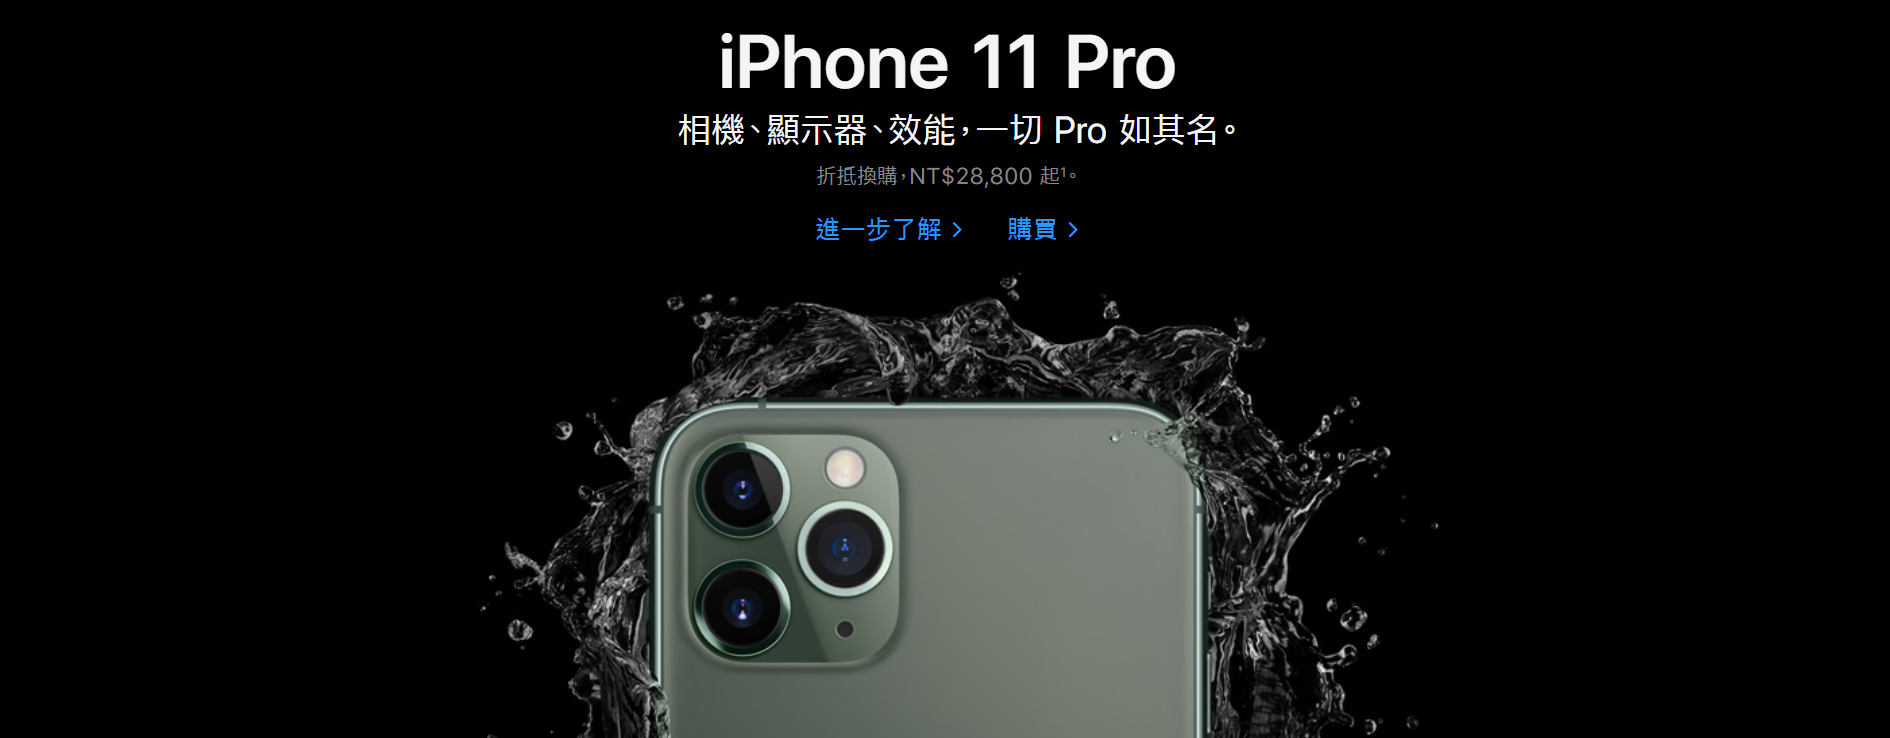 iPhone 11 Pro
相機、顯示器、效能，一切 Pro 如其名。
折抵換購，NT$28,800 起¹。
進一步了解 > 購買 >